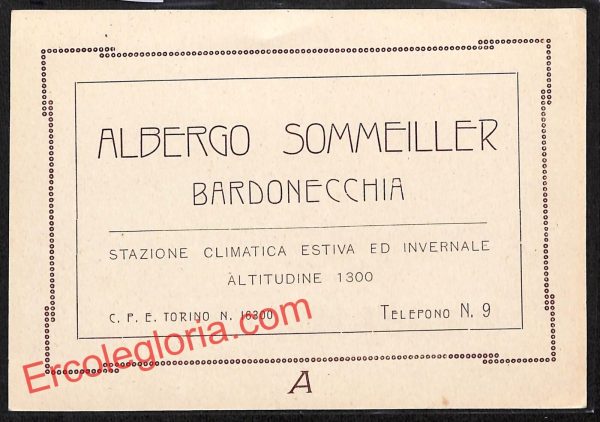 ALBERGO SOMMEILLER
BARDONECCHIA
STAZIONE CLIMATICA ESTIVA ED INVERNALE
ALTITUDINE 1300
C. P. E. TORINO N. 16300 TELEFONO N. 9
Ercolegloria.com
A